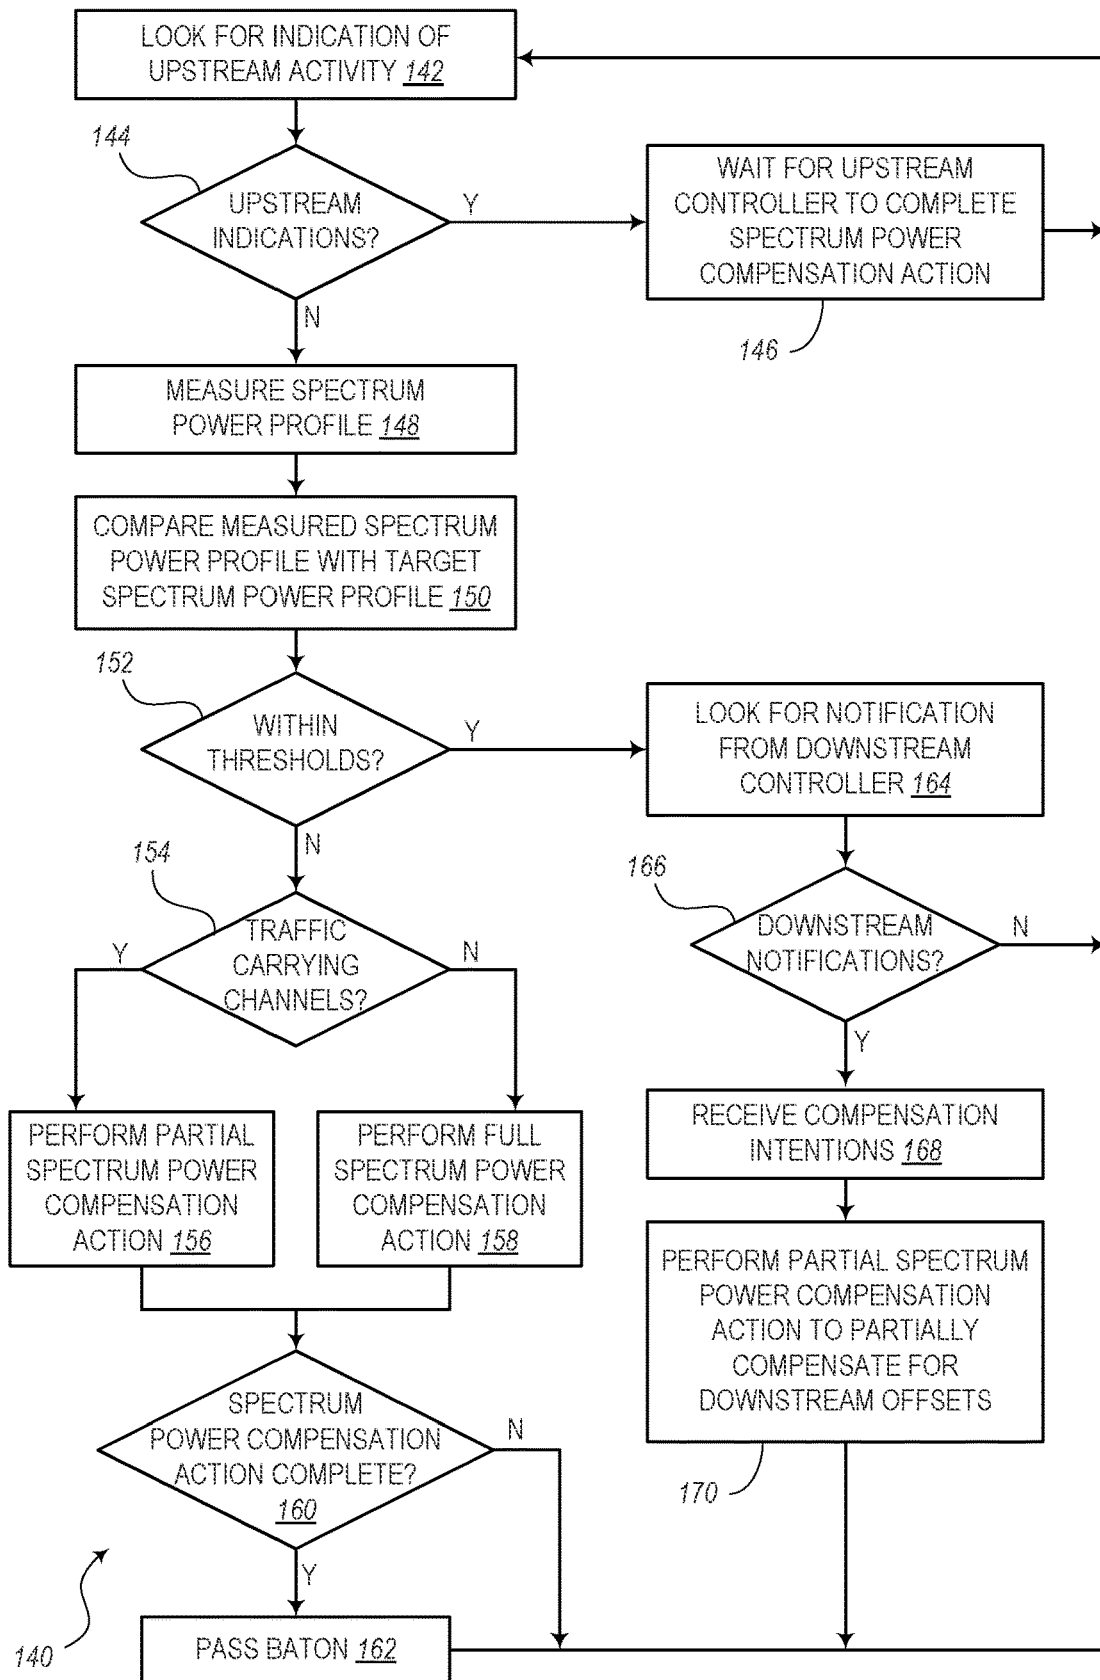 LOOK FOR INDICATION OF
UPSTREAM ACTIVITY 142
144
UPSTREAM
INDICATIONS?
Y
N
WAIT FOR UPSTREAM
CONTROLLER TO COMPLETE
SPECTRUM POWER
COMPENSATION ACTION
146
MEASURE SPECTRUM
POWER PROFILE 148
COMPARE MEASURED SPECTRUM
POWER PROFILE WITH TARGET
SPECTRUM POWER PROFILE 150
152
WITHIN
THRESHOLDS?
Y
N
LOOK FOR NOTIFICATION
FROM DOWNSTREAM
CONTROLLER 164
154
TRAFFIC
CARRYING
CHANNELS?
Y
N
166
DOWNSTREAM
NOTIFICATIONS?
N
Y
PERFORM PARTIAL
SPECTRUM POWER
COMPENSATION
ACTION 156
PERFORM FULL
SPECTRUM POWER
COMPENSATION
ACTION 158
RECEIVE COMPENSATION
INTENTIONS 168
PERFORM PARTIAL SPECTRUM
POWER COMPENSATION
ACTION TO PARTIALLY
COMPENSATE FOR
DOWNSTREAM OFFSETS
170
SPECTRUM
POWER COMPENSATION
ACTION COMPLETE?
160
N
Y
140
PASS BATON 162